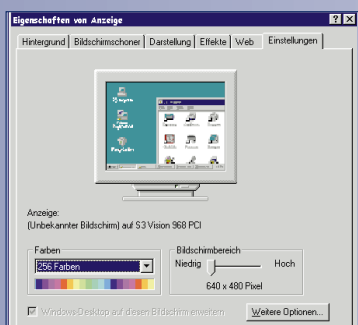 Eigenschaften von Anzeige
Hintergrund Bildschirmschoner Darstellung Effekte Web Einstellungen
Anzeige:
(Unbekannter Bildschirm) auf S3 Vision 968 PCI
Farben
256 Farben
Bildschirmbereich
Niedrig Hoch
640 x 480 Pixel
Windows-Desktop auf diesen Bildschirm erweitern
Weitere Optionen...